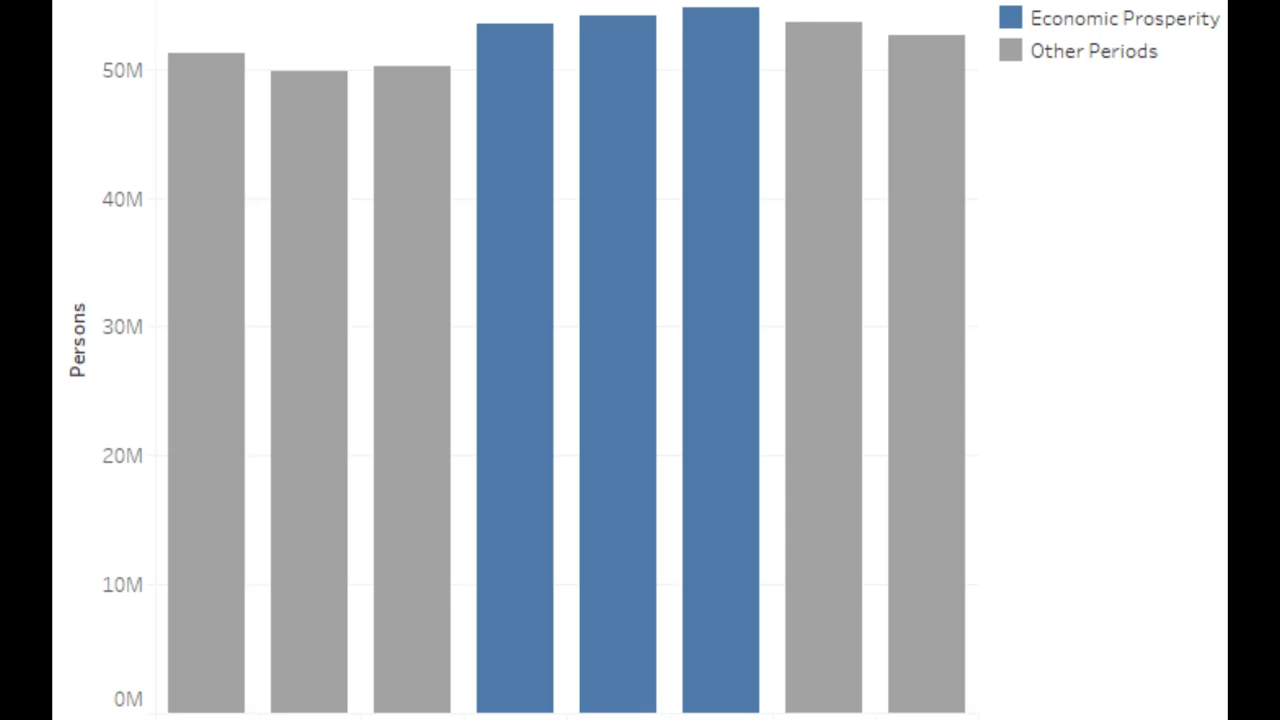 Economic Prosperity
Other Periods
50M
40M
30M
20M
10M
0M
Persons